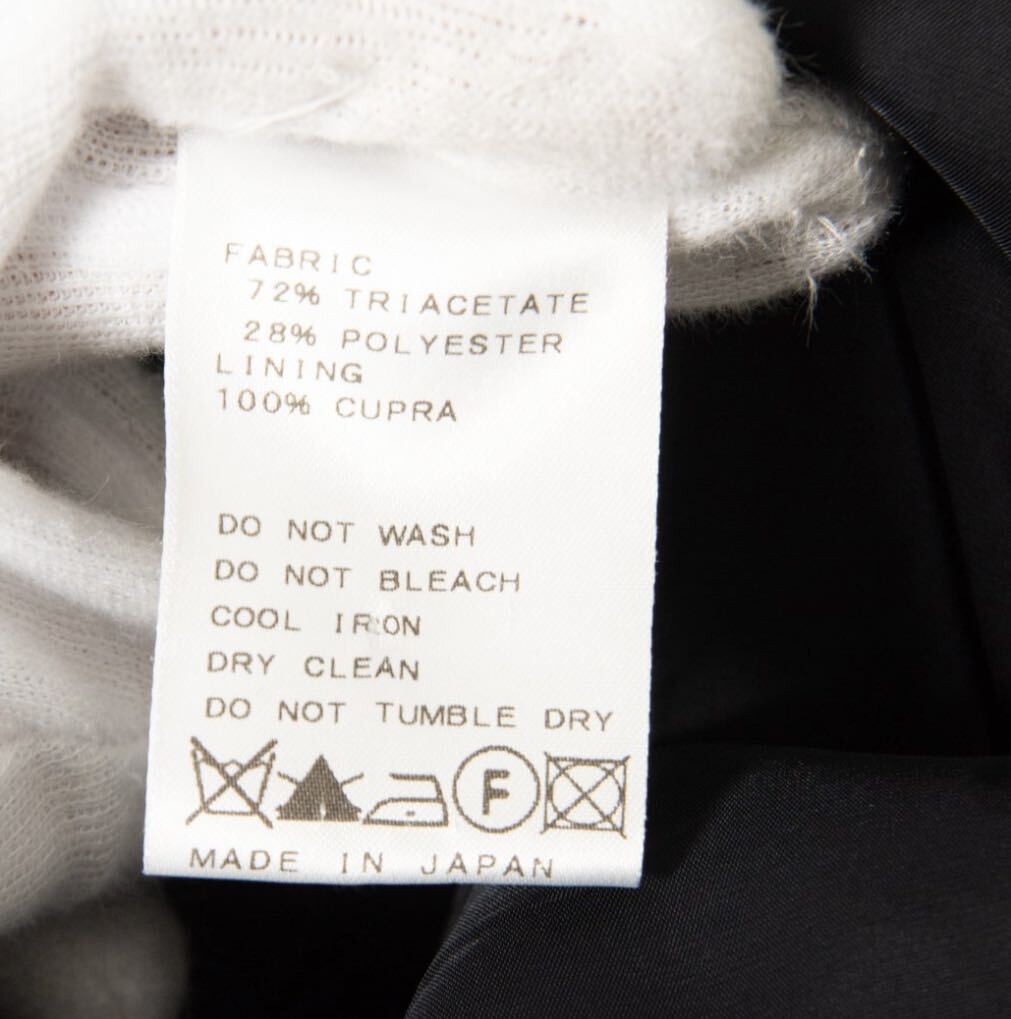 FABRIC
72% TRIACETATE
28% POLYESTER
LINING
100% CUPRA
DO NOT WASH
DO NOT BLEACH
COOL IRON
DRY CLEAN
DO NOT TUMBLE DRY
F
MADE IN JAPAN